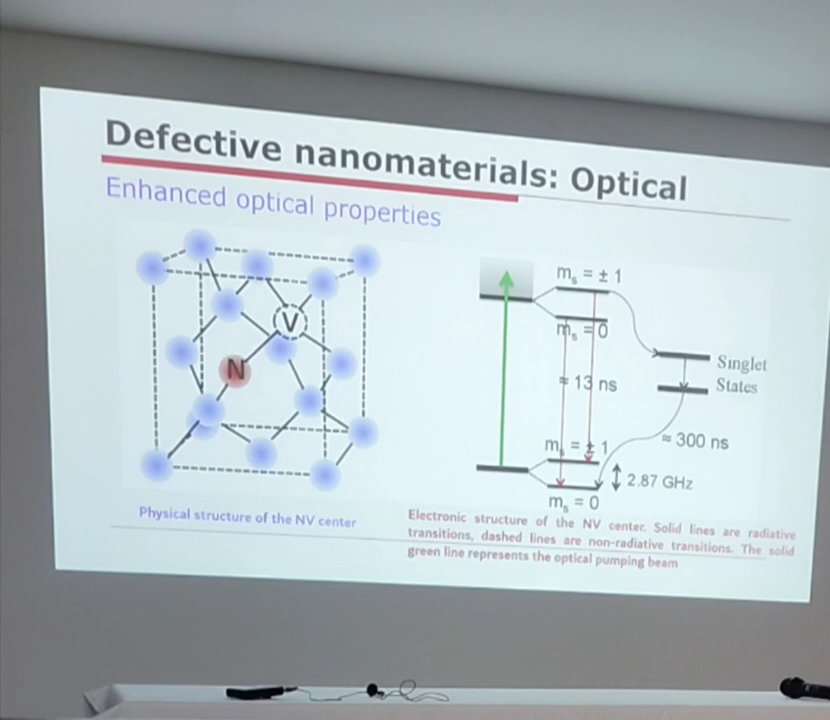 Defective nanomaterials: Optical
Enhanced optical properties
V
N
Physical structure of the NV center
mₛ = ± 1
mₛ = 0
≈ 13 ns
Singlet
States
mₛ = ± 1
≈ 300 ns
2.87 GHz
mₛ = 0
Electronic structure of the NV center. Solid lines are radiative
transitions, dashed lines are non-radiative transitions. The solid
green line represents the optical pumping beam